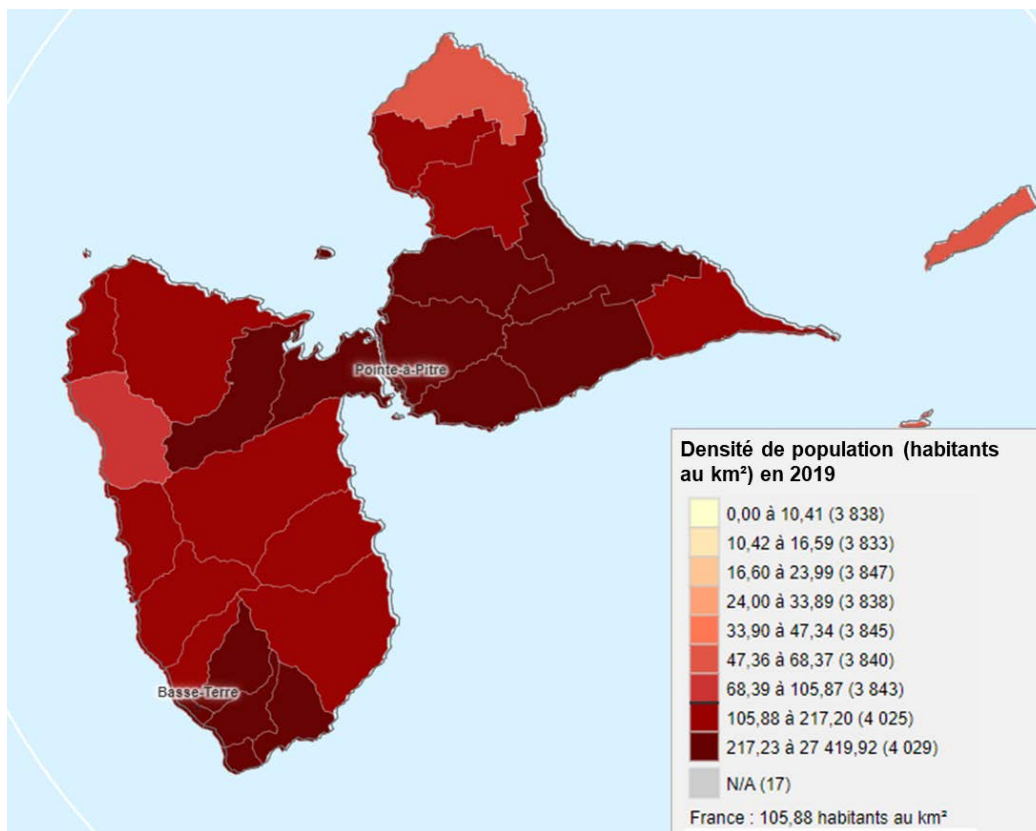 Pointe-à-Pitre
Basse-Terre
Densité de population (habitants
au km²) en 2019
0,00 à 10,41 (3 838)
10,42 à 16,59 (3 833)
16,60 à 23,99 (3 847)
24,00 à 33,89 (3 838)
33,90 à 47,34 (3 845)
47,36 à 68,37 (3 840)
68,39 à 105,87 (3 843)
105,88 à 217,20 (4 025)
217,23 à 27 419,92 (4 029)
N/A (17)
France : 105,88 habitants au km²